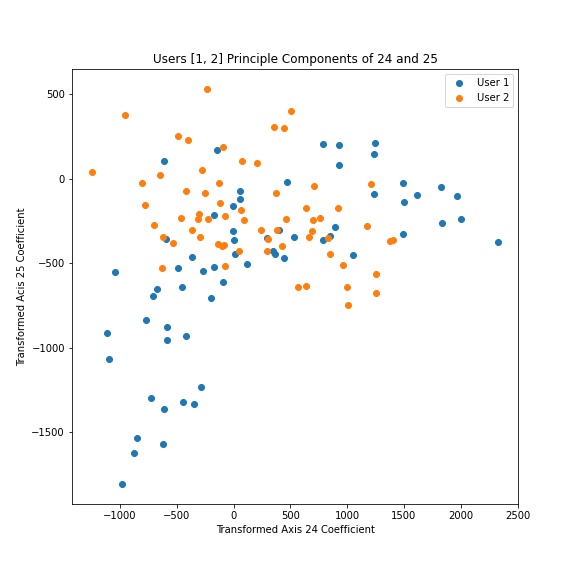 Users [1, 2] Principle Components of 24 and 25
User 1
User 2
Transformed Acis 25 Coefficient
500
0
−500
−1000
−1500
−1000
−500
0
500
1000
1500
2000
2500
Transformed Axis 24 Coefficient